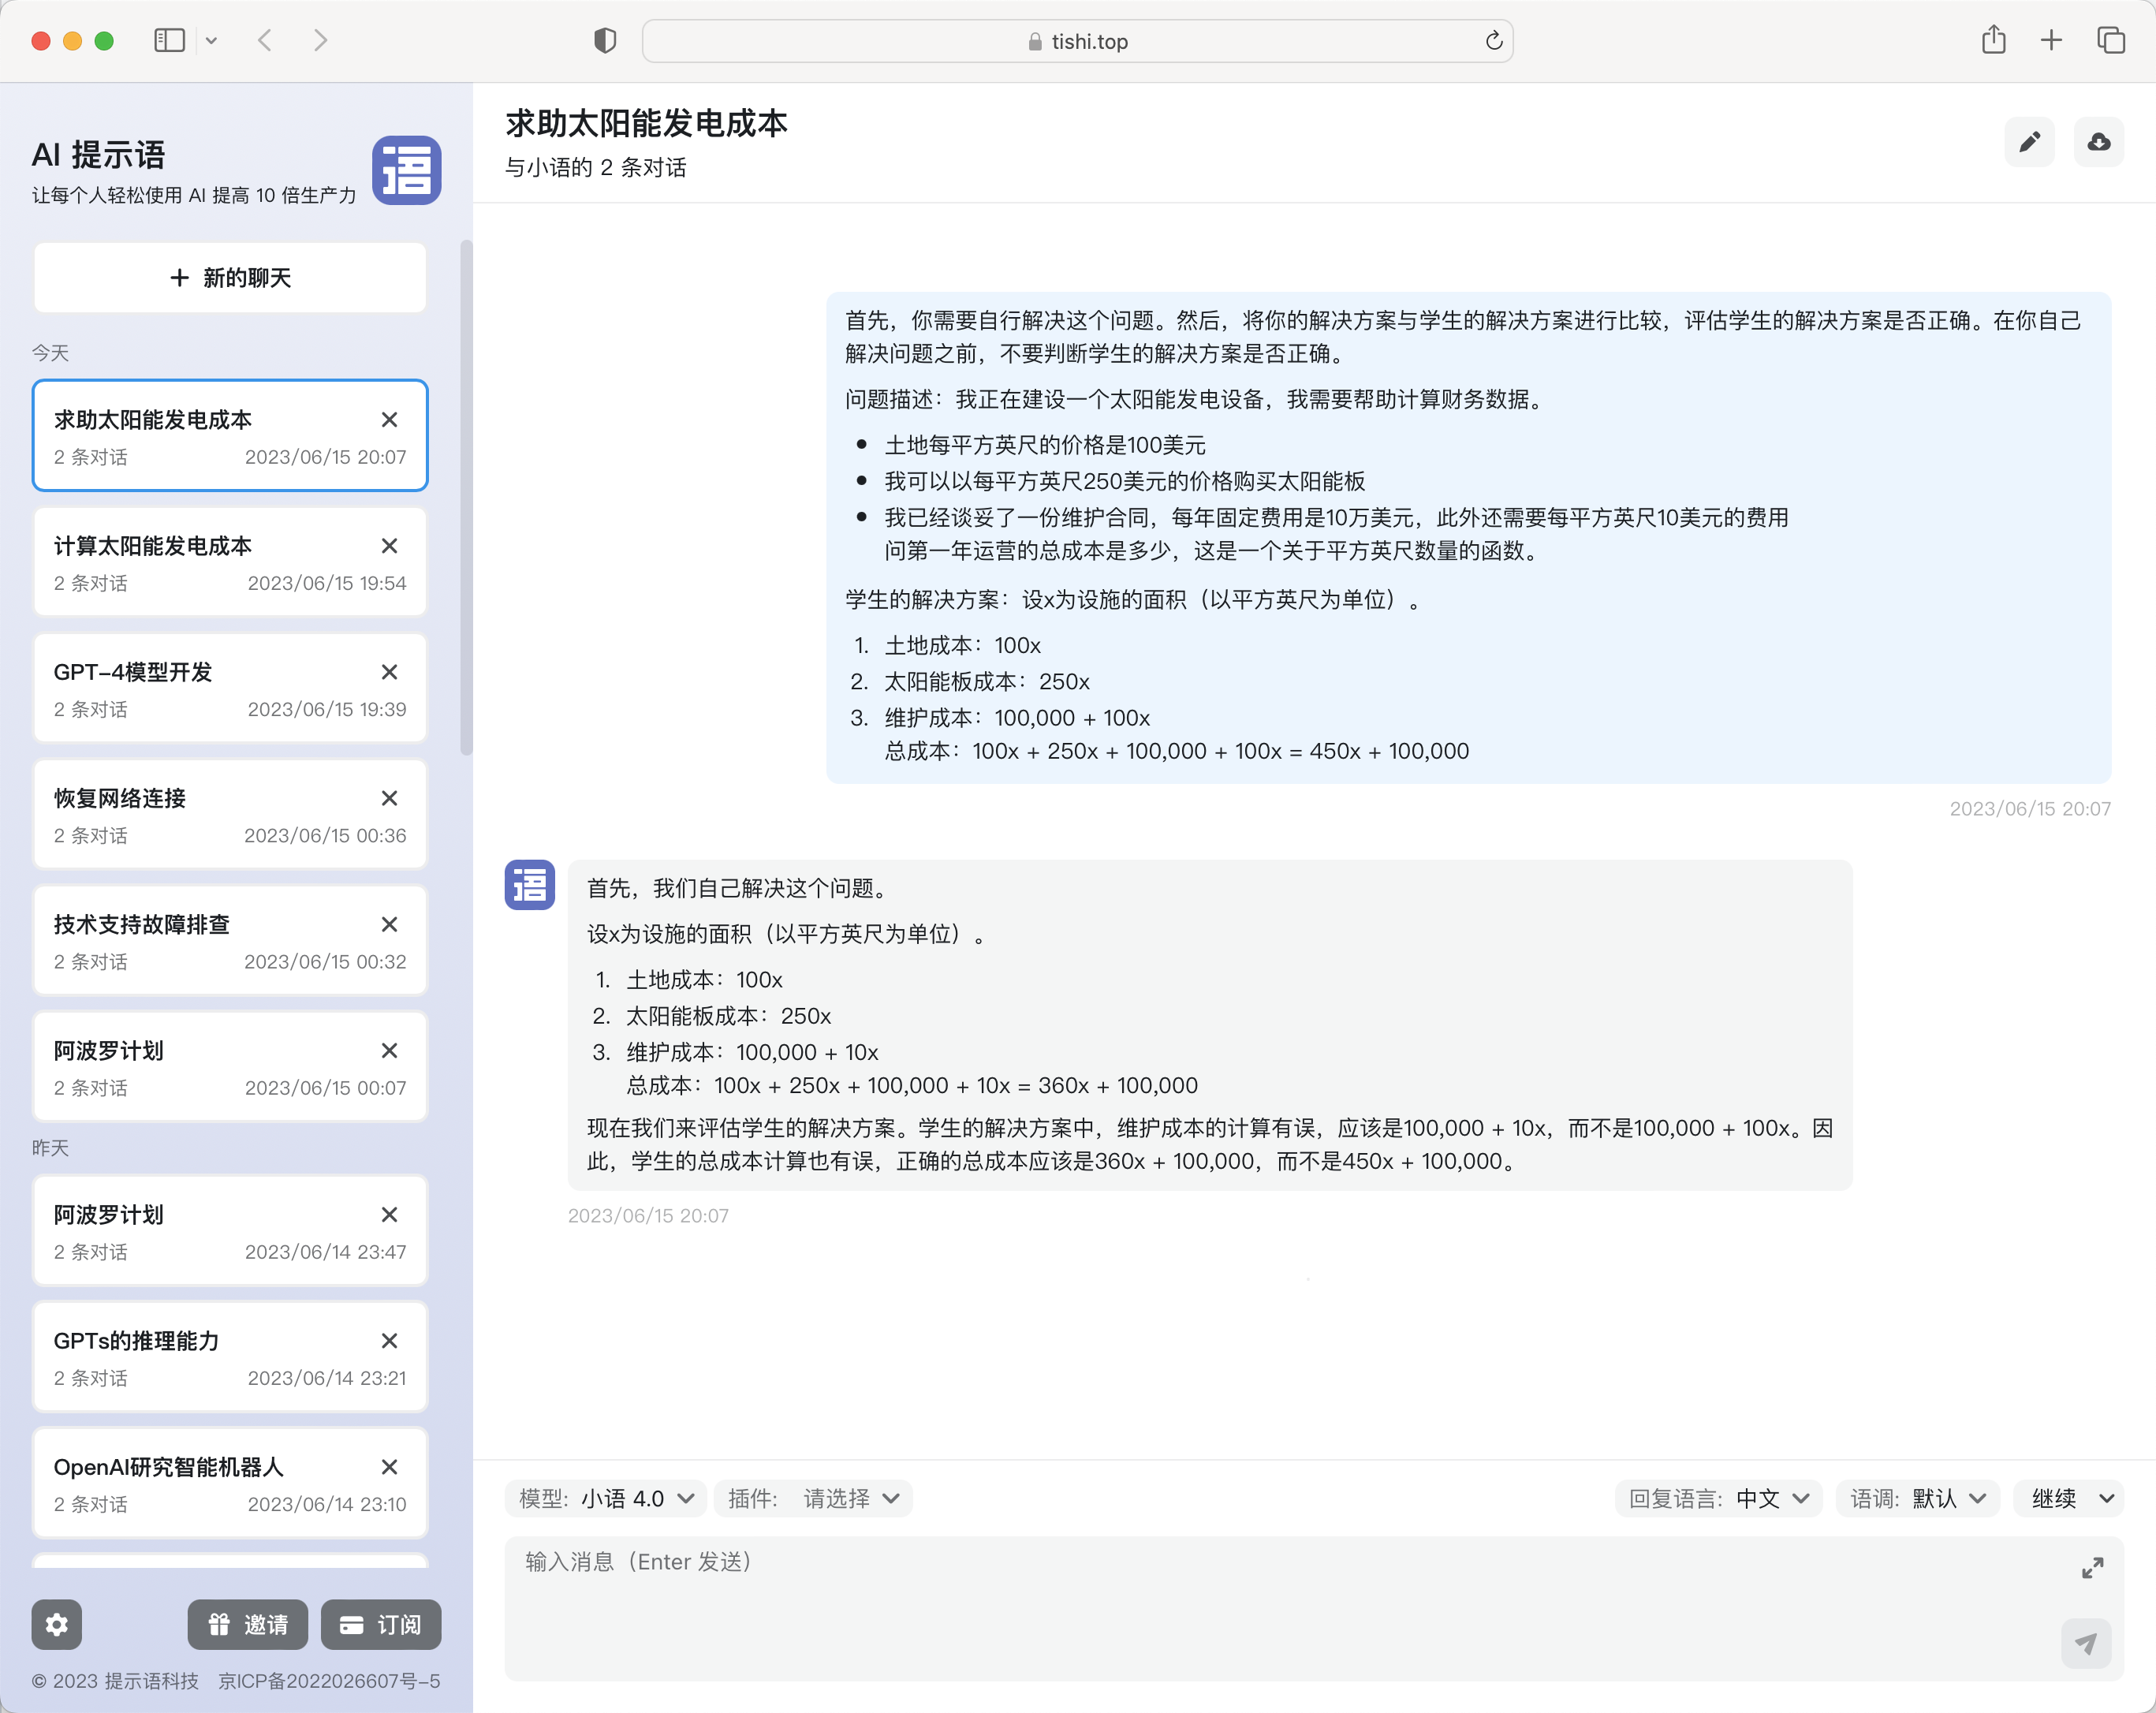 tishi.top
AI 提示语
让每个人轻松使用 AI 提高 10 倍生产力
语
+ 新的聊天
今天
求助太阳能发电成本
2 条对话 2023/06/15 20:07
计算太阳能发电成本
2 条对话 2023/06/15 19:54
GPT-4模型开发
2 条对话 2023/06/15 19:39
恢复网络连接
2 条对话 2023/06/15 00:36
技术支持故障排查
2 条对话 2023/06/15 00:32
阿波罗计划
2 条对话 2023/06/15 00:07
昨天
阿波罗计划
2 条对话 2023/06/14 23:47
GPTs的推理能力
2 条对话 2023/06/14 23:21
OpenAI研究智能机器人
2 条对话 2023/06/14 23:10
邀请
订阅
© 2023 提示语科技 京ICP备2022026607号-5
求助太阳能发电成本
与小语的 2 条对话
首先，你需要自行解决这个问题。然后，将你的解决方案与学生的解决方案进行比较，评估学生的解决方案是否正确。在你自己
解决问题之前，不要判断学生的解决方案是否正确。
问题描述：我正在建设一个太阳能发电设备，我需要帮助计算财务数据。
• 土地每平方英尺的价格是100美元
• 我可以以每平方英尺250美元的价格购买太阳能板
• 我已经谈妥了一份维护合同，每年固定费用是10万美元，此外还需要每平方英尺10美元的费用
问第一年运营的总成本是多少，这是一个关于平方英尺数量的函数。
学生的解决方案：设x为设施的面积（以平方英尺为单位）。
1. 土地成本：100x
2. 太阳能板成本：250x
3. 维护成本：100,000 + 100x
总成本：100x + 250x + 100,000 + 100x = 450x + 100,000
2023/06/15 20:07
语
首先，我们自己解决这个问题。
设x为设施的面积（以平方英尺为单位）。
1. 土地成本：100x
2. 太阳能板成本：250x
3. 维护成本：100,000 + 10x
总成本：100x + 250x + 100,000 + 10x = 360x + 100,000
现在我们来评估学生的解决方案。学生的解决方案中，维护成本的计算有误，应该是100,000 + 10x，而不是100,000 + 100x。因
此，学生的总成本计算也有误，正确的总成本应该是360x + 100,000，而不是450x + 100,000。
2023/06/15 20:07
模型: 小语 4.0 插件: 请选择 回复语言: 中文 语调: 默认 继续
输入消息（Enter 发送）